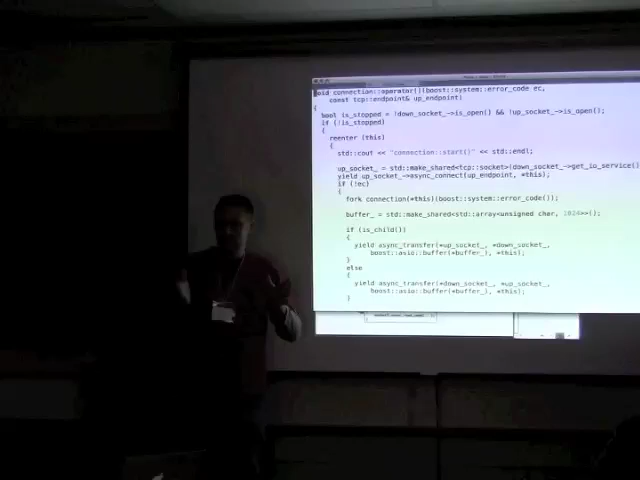 void connection::operator()(boost::system::error_code ec,
const tcp::endpoint& up_endpoint)
{
bool is_stopped = !down_socket_->is_open() && !up_socket_->is_open();
if (!is_stopped)
{
reenter (this)
{
std::cout << "connection::start()" << std::endl;
up_socket_ = std::make_shared<tcp::socket>(down_socket_->get_io_service()
yield up_socket_->async_connect(up_endpoint, *this);
if (!ec)
{
fork connection(*this)(boost::system::error_code());
buffer_ = std::make_shared<std::array<unsigned char, 1024>>();
if (is_child())
{
yield async_transfer(*up_socket_, *down_socket_,
boost::asio::buffer(*buffer_), *this);
}
else
{
yield async_transfer(*down_socket_, *up_socket_,
boost::asio::buffer(*buffer_), *this);
}